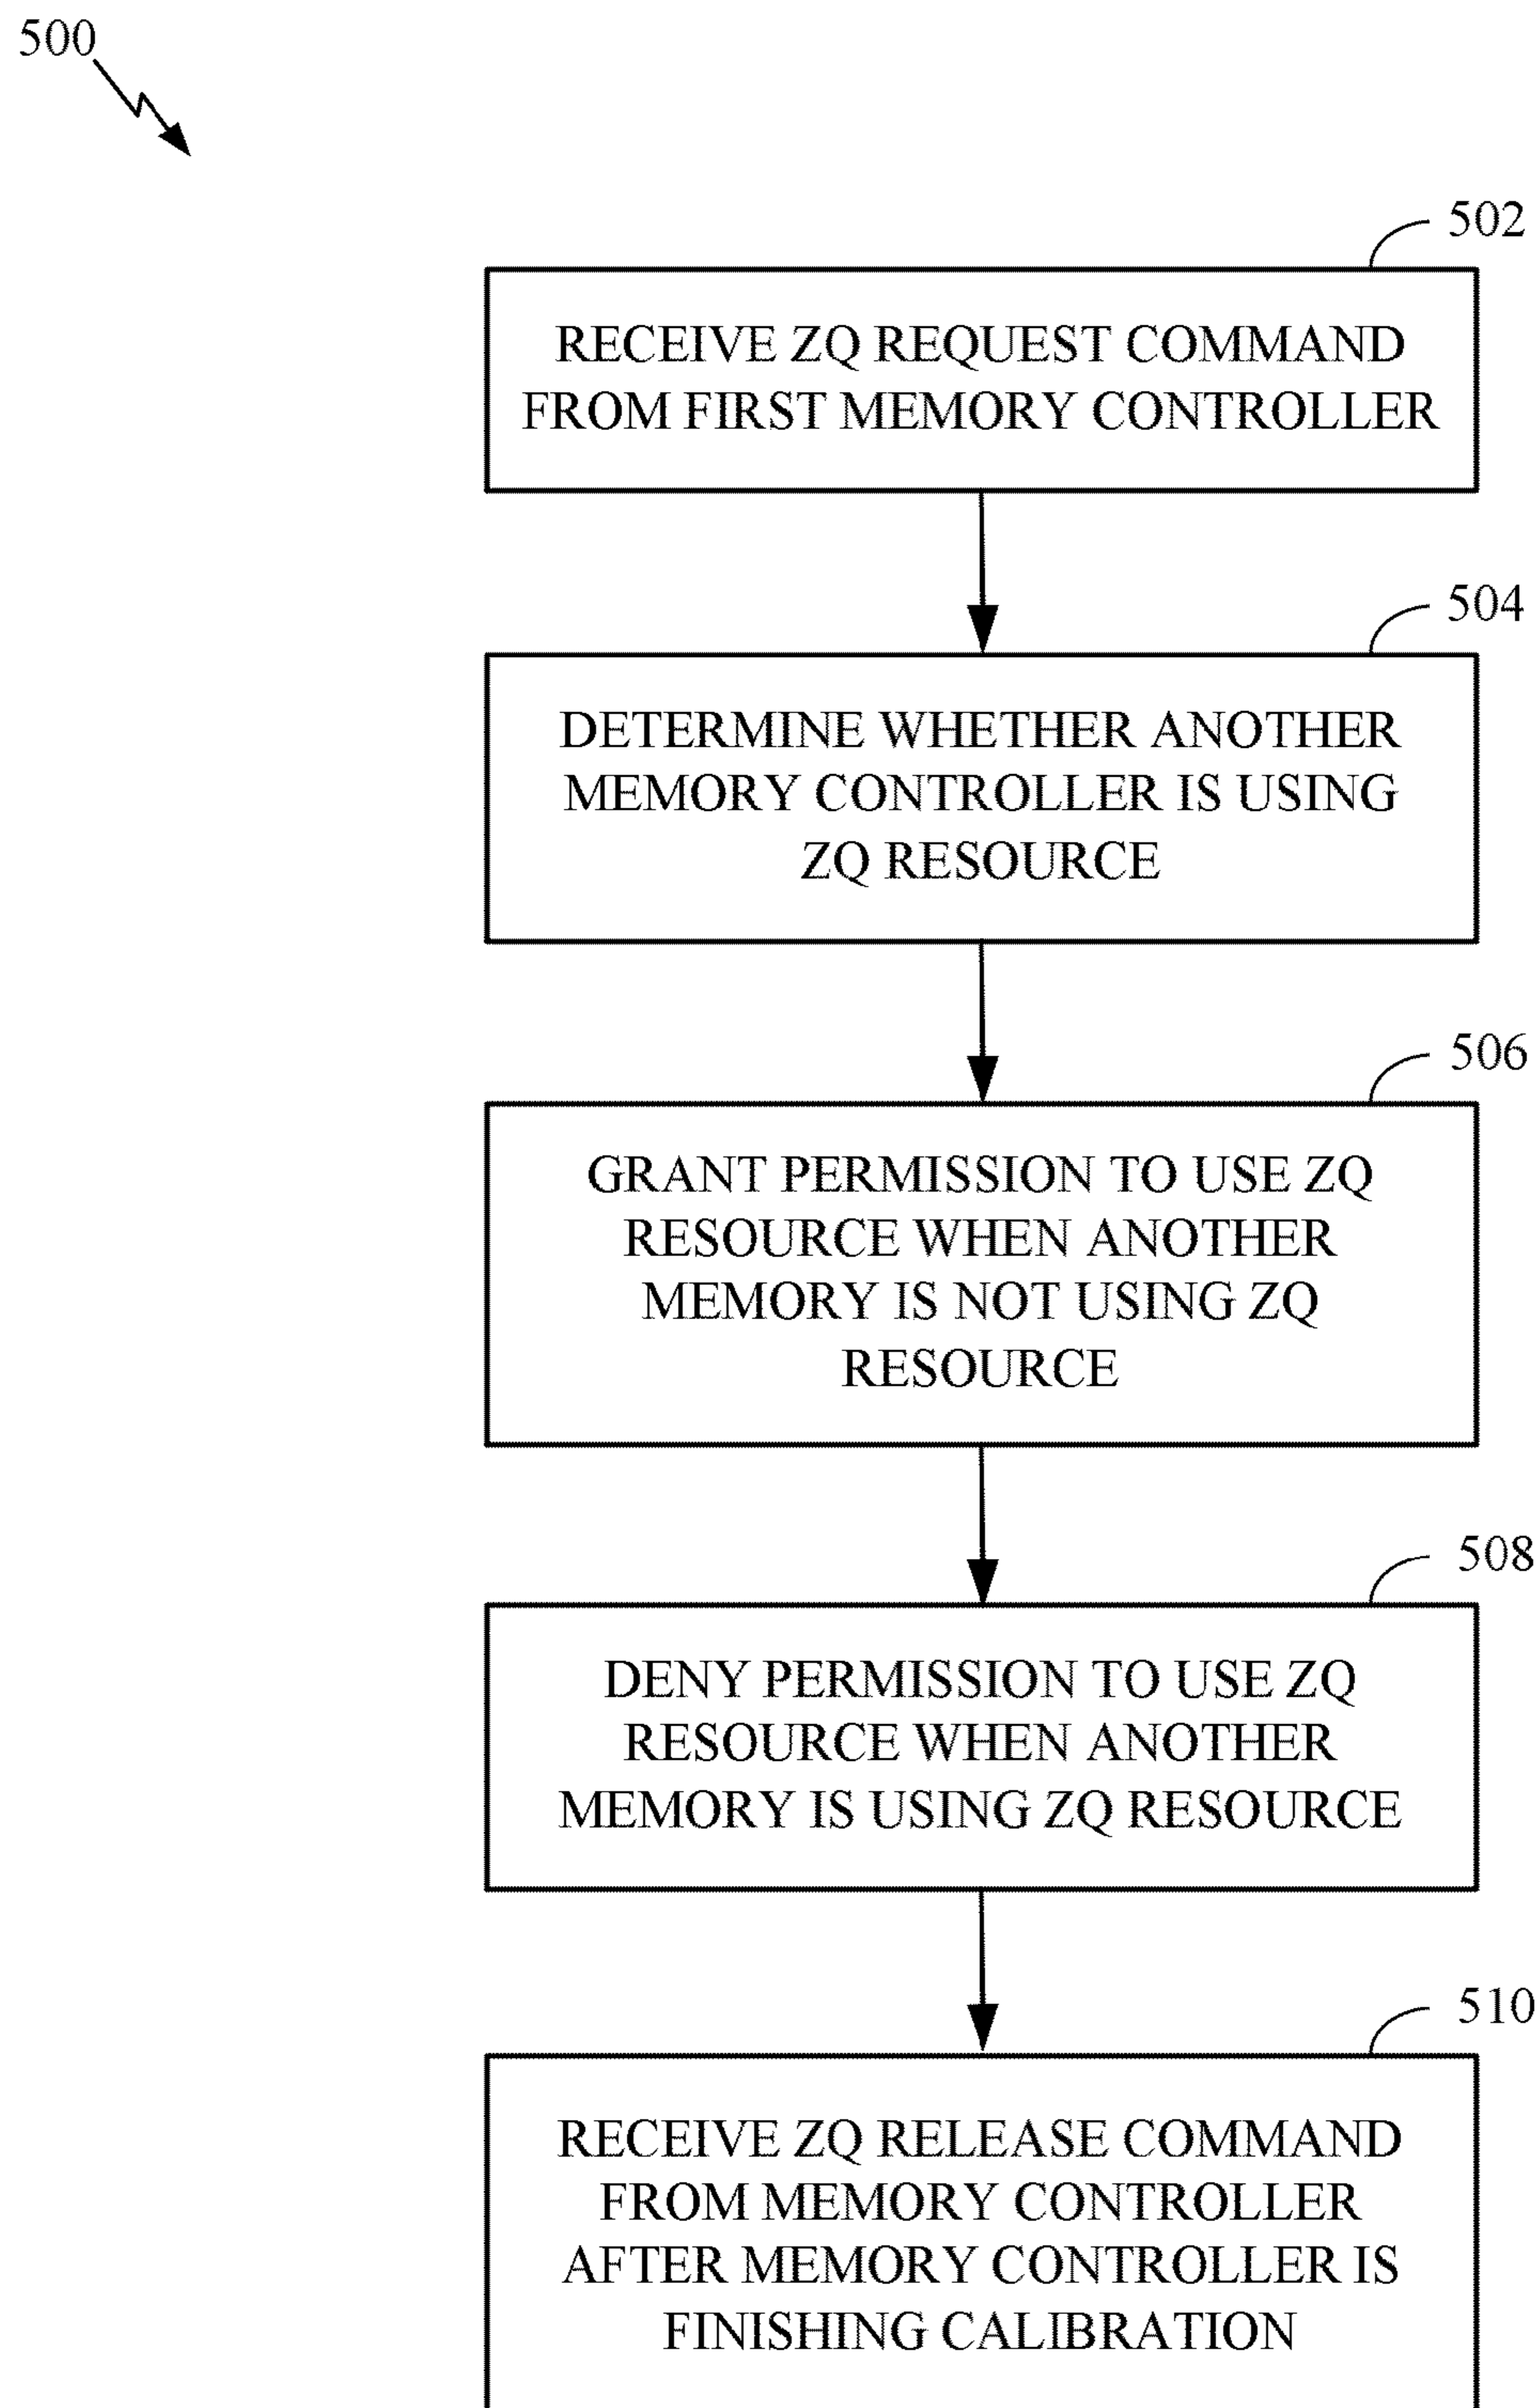 500
502
RECEIVE ZQ REQUEST COMMAND
FROM FIRST MEMORY CONTROLLER
504
DETERMINE WHETHER ANOTHER
MEMORY CONTROLLER IS USING
ZQ RESOURCE
506
GRANT PERMISSION TO USE ZQ
RESOURCE WHEN ANOTHER
MEMORY IS NOT USING ZQ
RESOURCE
508
DENY PERMISSION TO USE ZQ
RESOURCE WHEN ANOTHER
MEMORY IS USING ZQ RESOURCE
510
RECEIVE ZQ RELEASE COMMAND
FROM MEMORY CONTROLLER
AFTER MEMORY CONTROLLER IS
FINISHING CALIBRATION